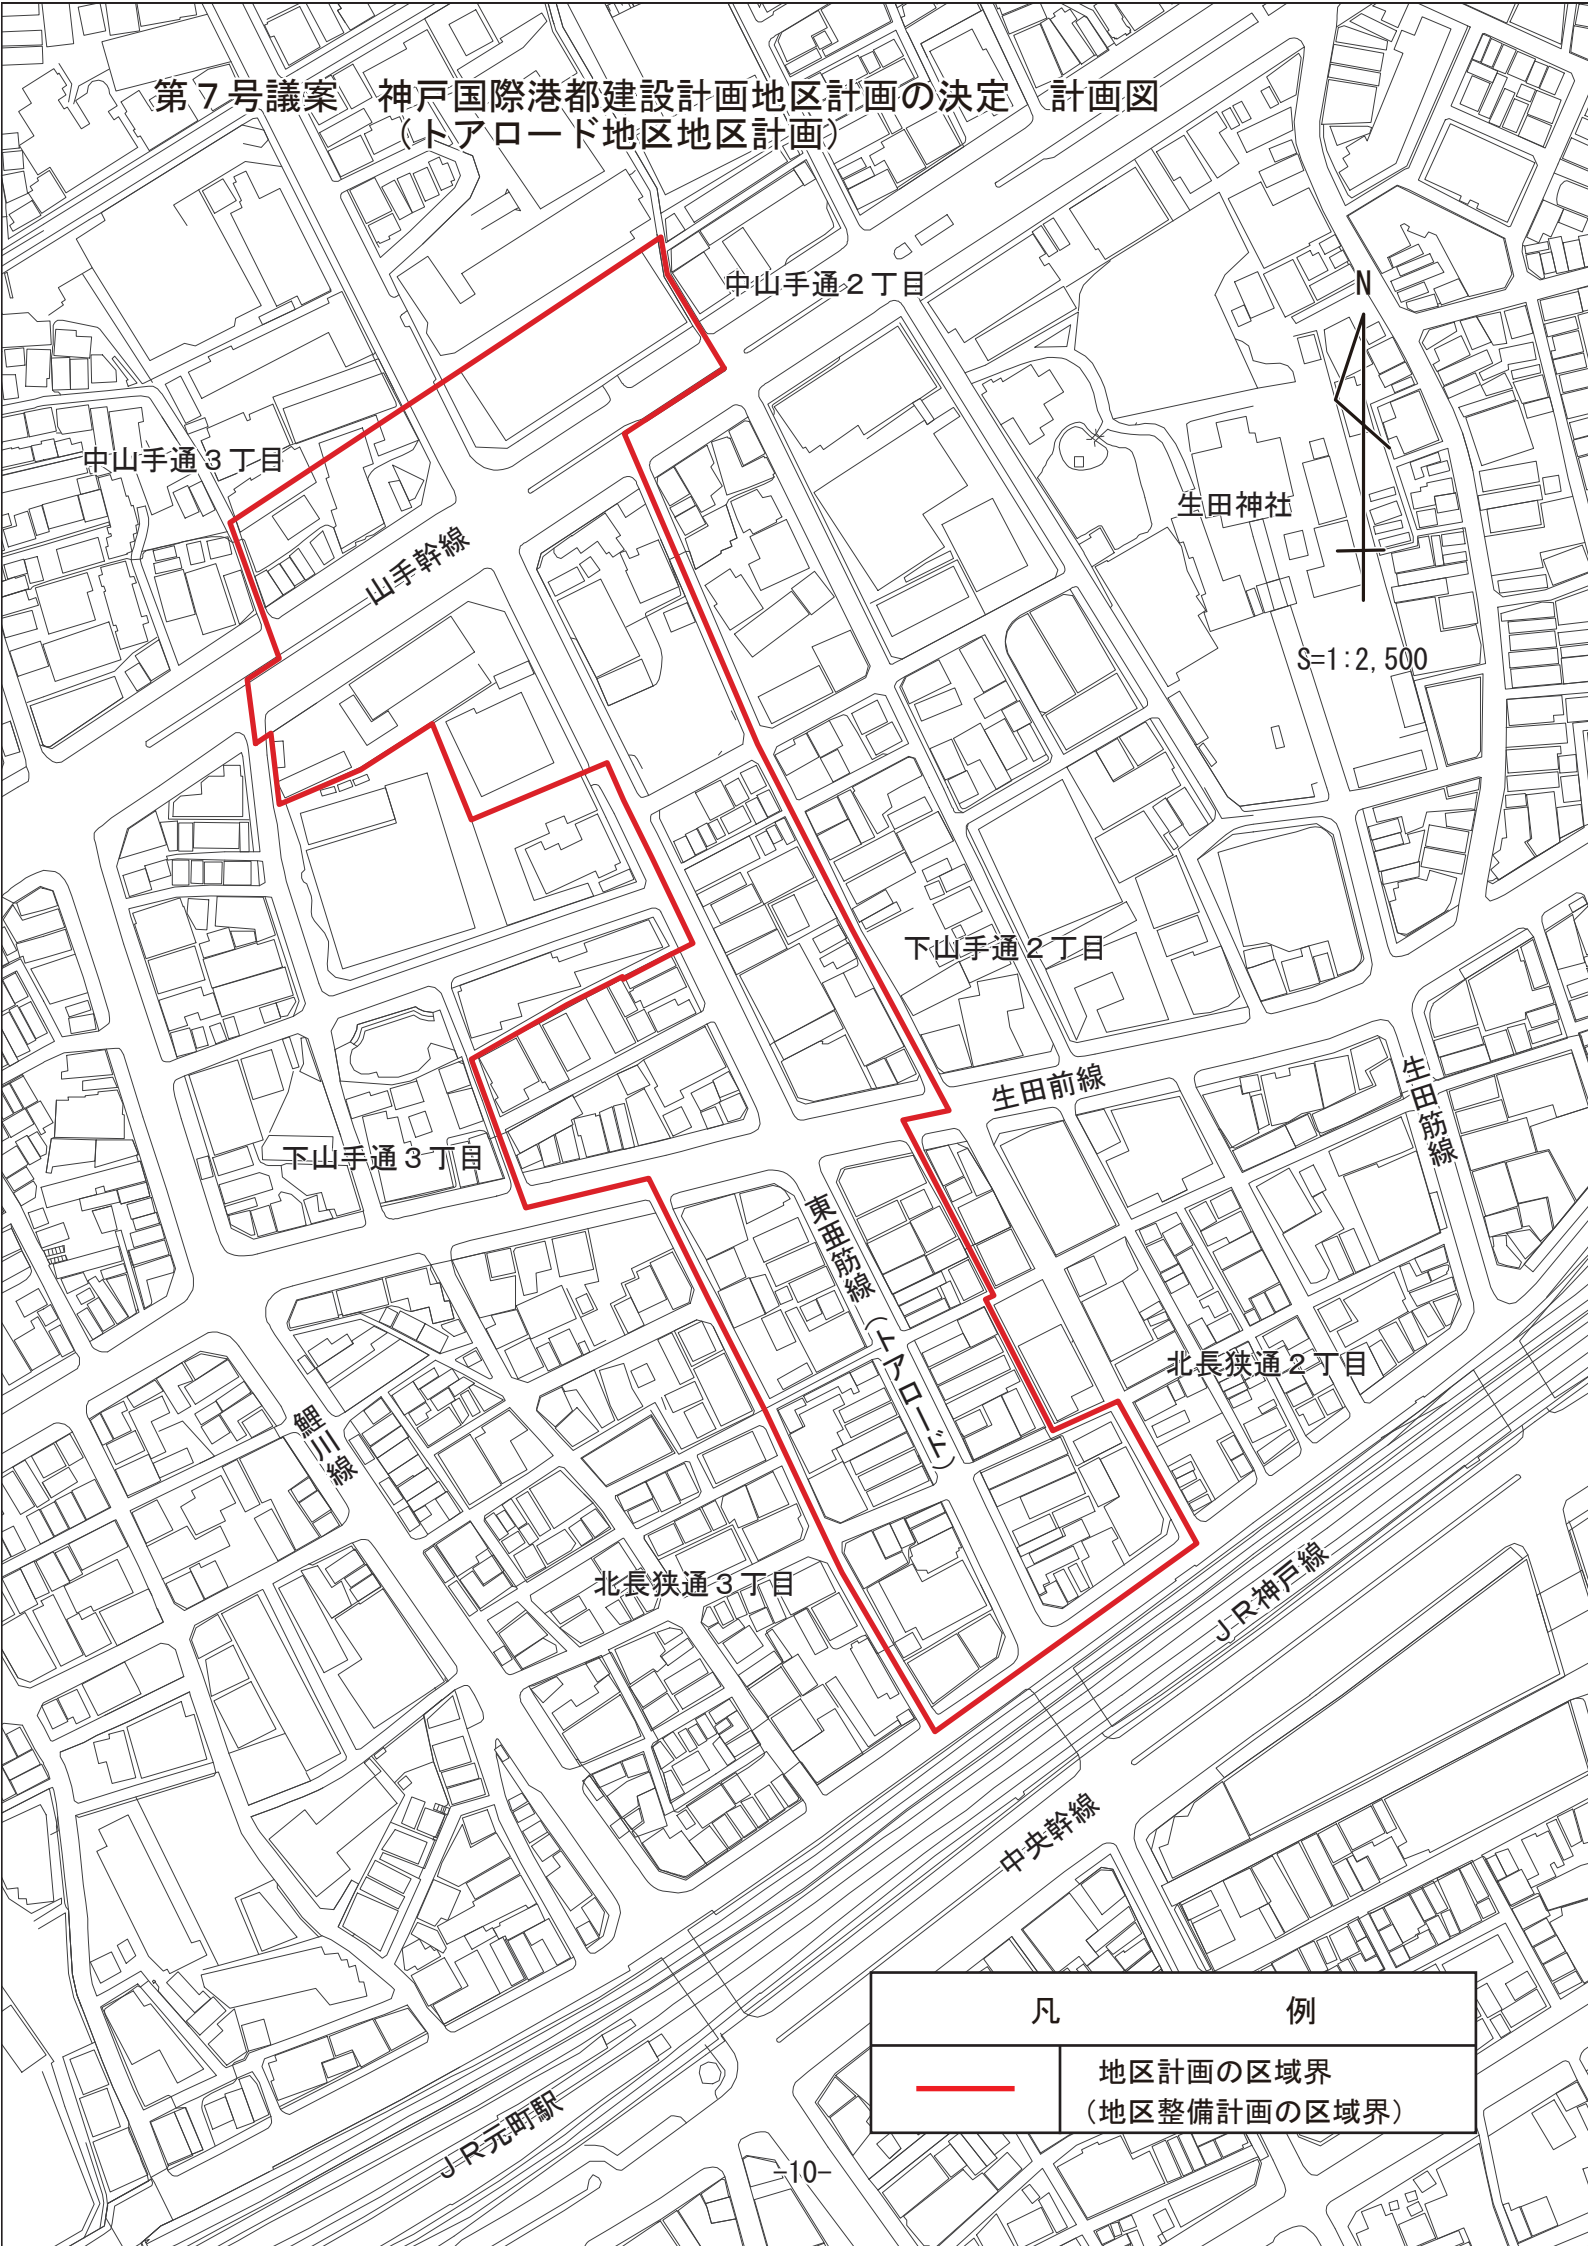 第７号議案　神戸国際港都建設計画地区計画の決定　計画図
（トアロード地区地区計画）
中山手通２丁目
N
中山手通３丁目
生田神社
山手幹線
S=1:2,500
下山手通２丁目
生田前線
生田筋線
下山手通３丁目
東亜筋線（トアロード）
北長狭通２丁目
鯉川線
北長狭通３丁目
ＪＲ神戸線
中央幹線
凡　例
地区計画の区域界
（地区整備計画の区域界）
ＪＲ元町駅
-10-